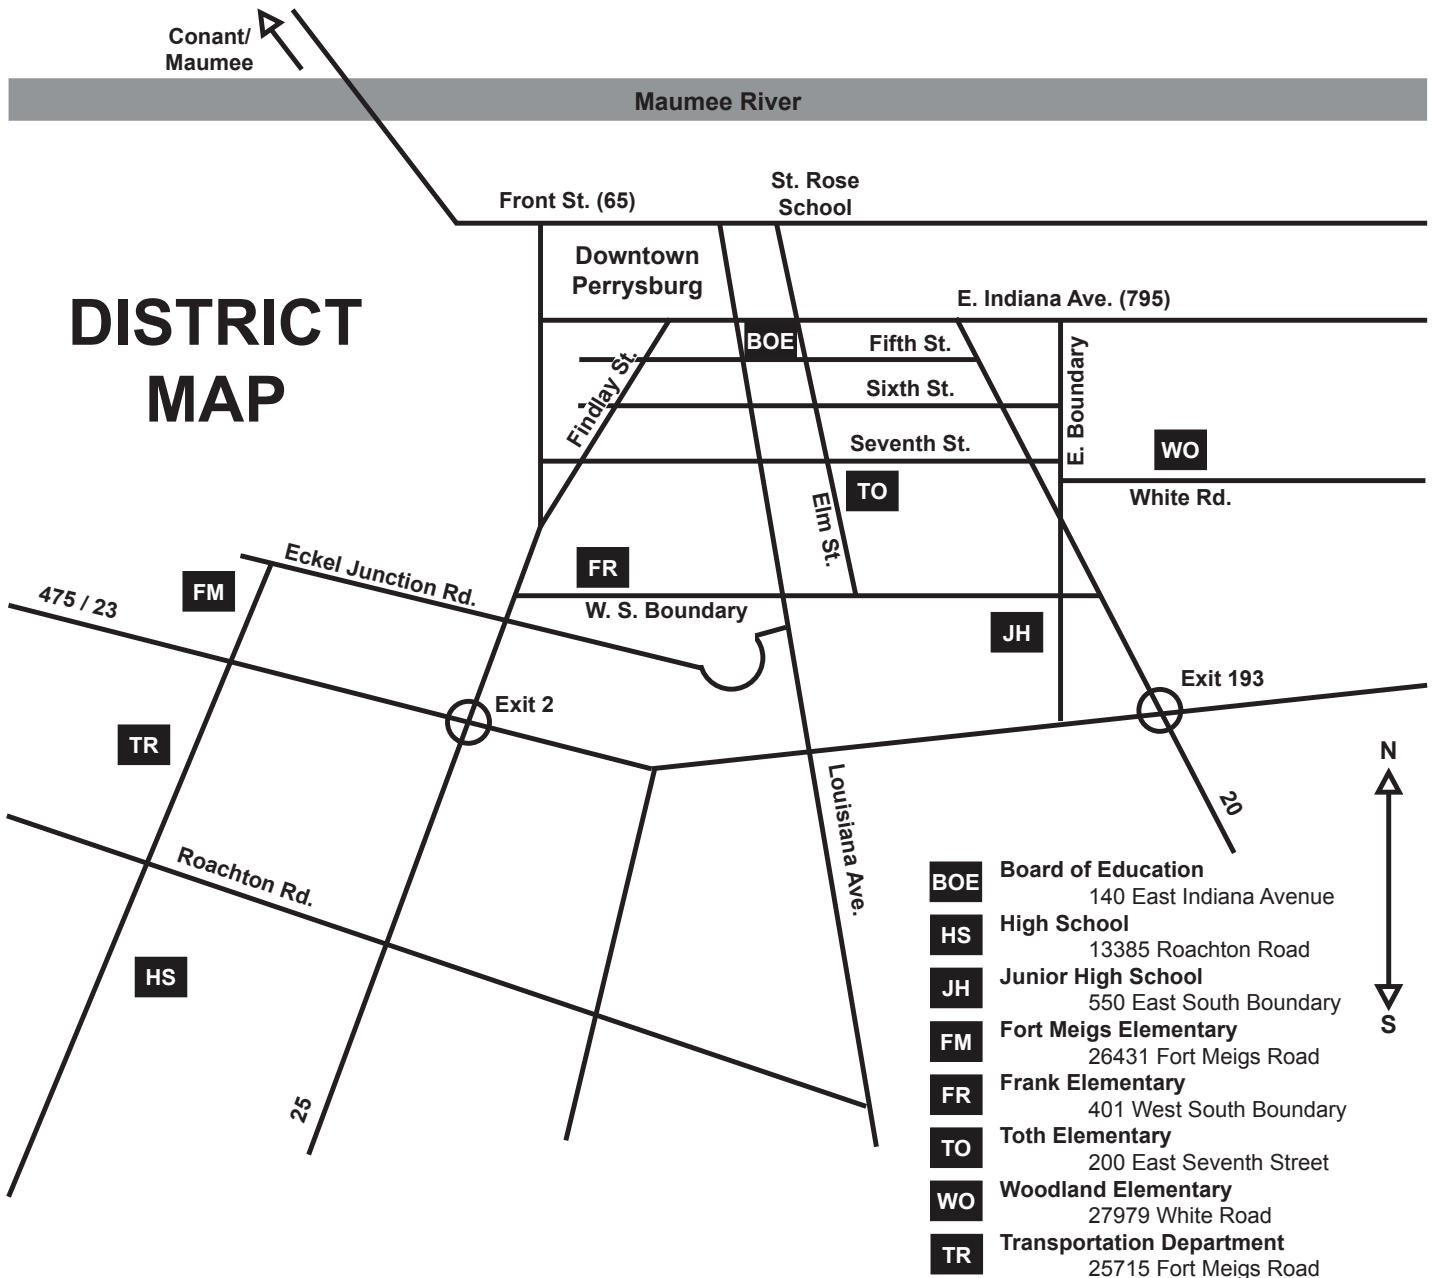 Conant/
Maumee
Maumee River
St. Rose
School
Front St. (65)
Downtown
Perrysburg
E. Indiana Ave. (795)
DISTRICT
MAP
BOE
Fifth St.
Findlay St.
Sixth St.
E. Boundary
Seventh St.
WO
TO
White Rd.
Elm St.
Eckel Junction Rd.
FR
FM
475 / 23
W. S. Boundary
JH
Exit 193
Exit 2
TR
N
Louisiana Ave.
20
Roachton Rd.
HS
25
S
BOE Board of Education
140 East Indiana Avenue
HS High School
13385 Roachton Road
JH Junior High School
550 East South Boundary
FM Fort Meigs Elementary
26431 Fort Meigs Road
FR Frank Elementary
401 West South Boundary
TO Toth Elementary
200 East Seventh Street
WO Woodland Elementary
27979 White Road
TR Transportation Department
25715 Fort Meigs Road